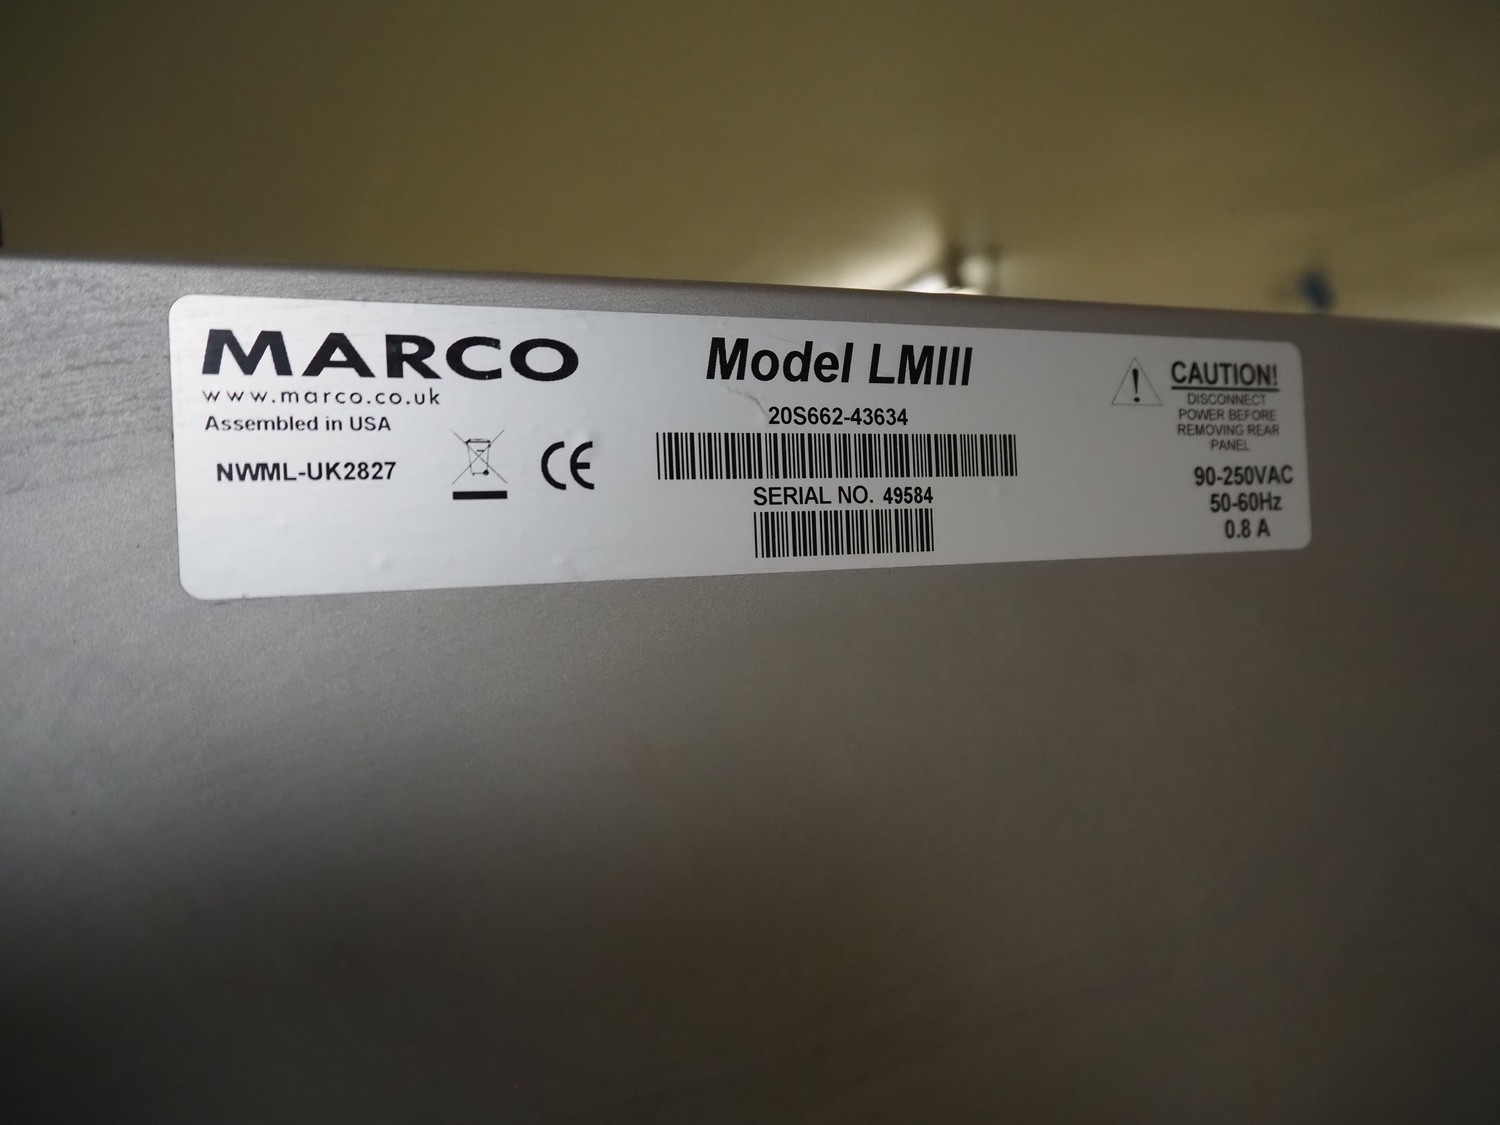 MARCO
www.marco.co.uk
Assembled in USA
NWML-UK2827
CE
Model LMIII
20S662-43634
SERIAL NO. 49584
CAUTION!
DISCONNECT
POWER BEFORE
REMOVING REAR
PANEL
90-250VAC
50-60Hz
0.8 A